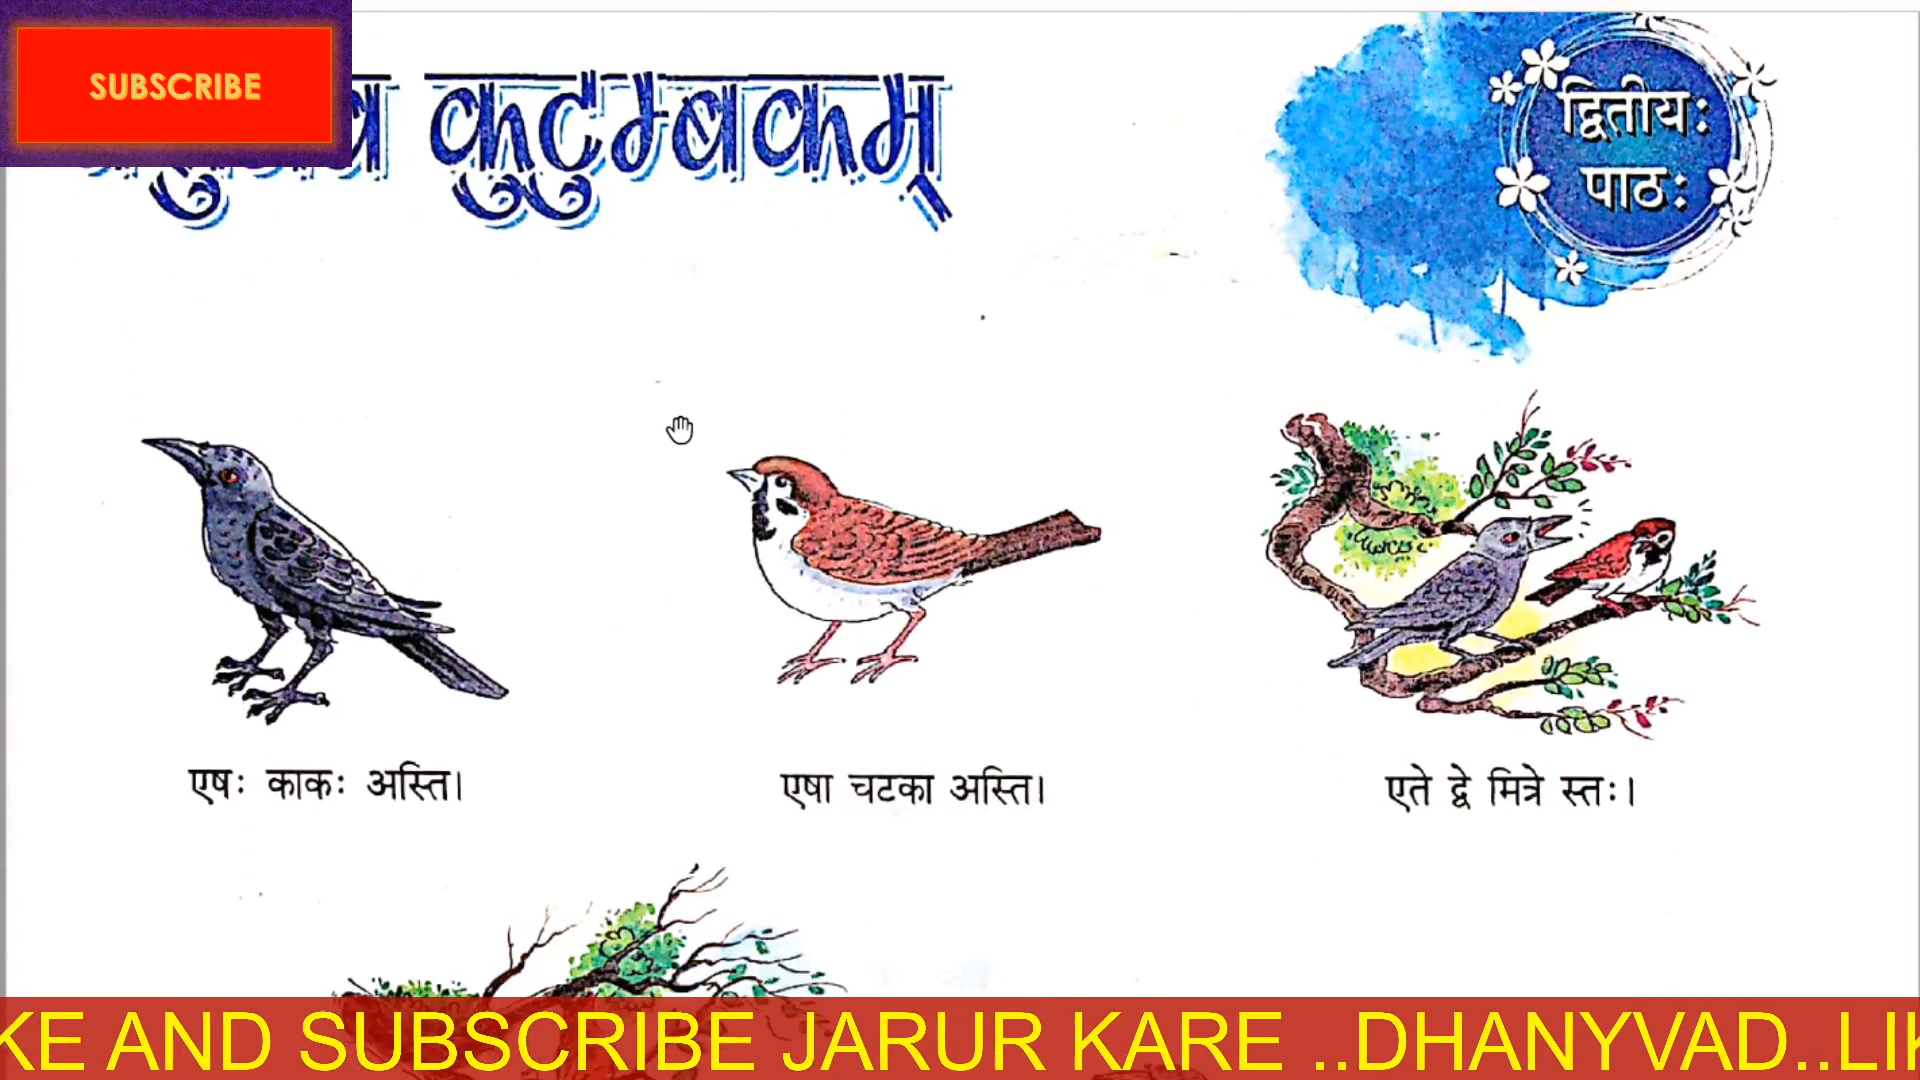 SUBSCRIBE
कुटुम्बकम्
द्वितीयः
पाठः
एषः काकः अस्ति।
एषा चटका अस्ति।
एते द्वे मित्रे स्तः।
KE AND SUBSCRIBE JARUR KARE ..DHANYVAD..LIK